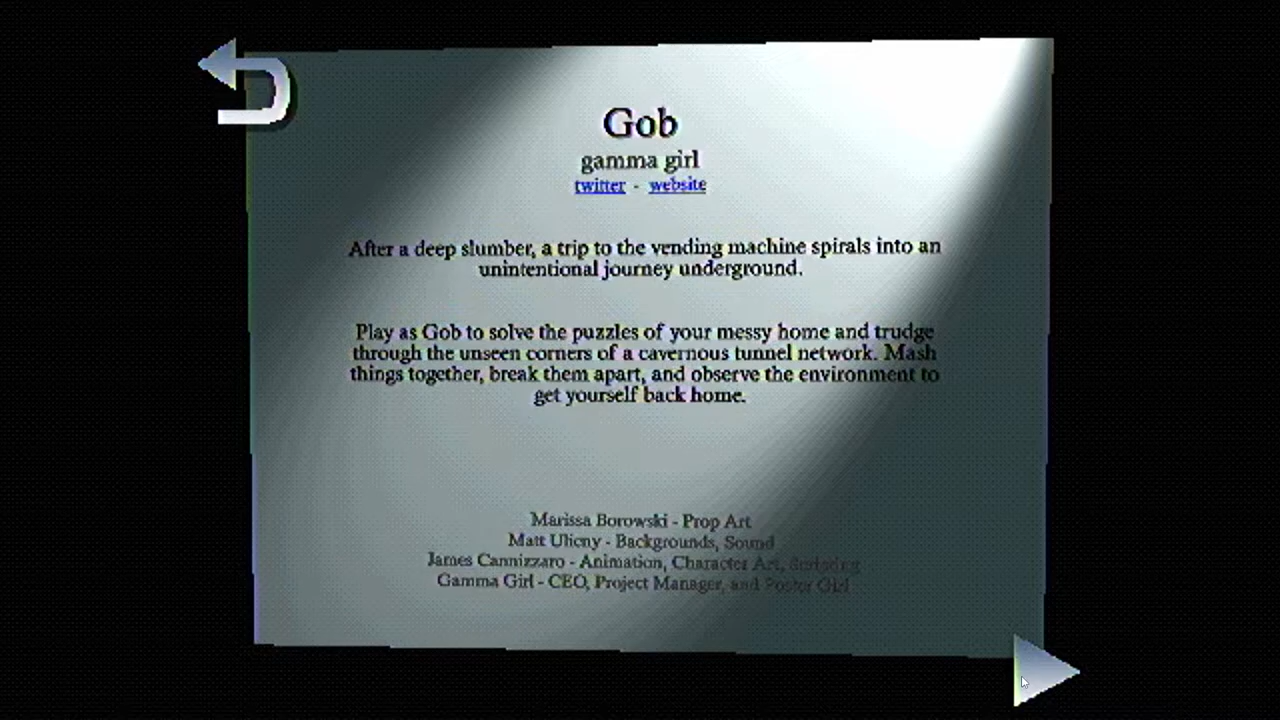 Gob
gamma girl
twitter - website
After a deep slumber, a trip to the vending machine spirals into an
unintentional journey underground.
Play as Gob to solve the puzzles of your messy home and trudge
through the unseen corners of a cavernous tunnel network. Mash
things together, break them apart, and observe the environment to
get yourself back home.
Marissa Borowski - Prop Art
Matt Ulicny - Backgrounds, Sound
James Cannizzaro - Animation, Character Art,
Gamma Girl - CEO, Project Manager, and Poster Girl